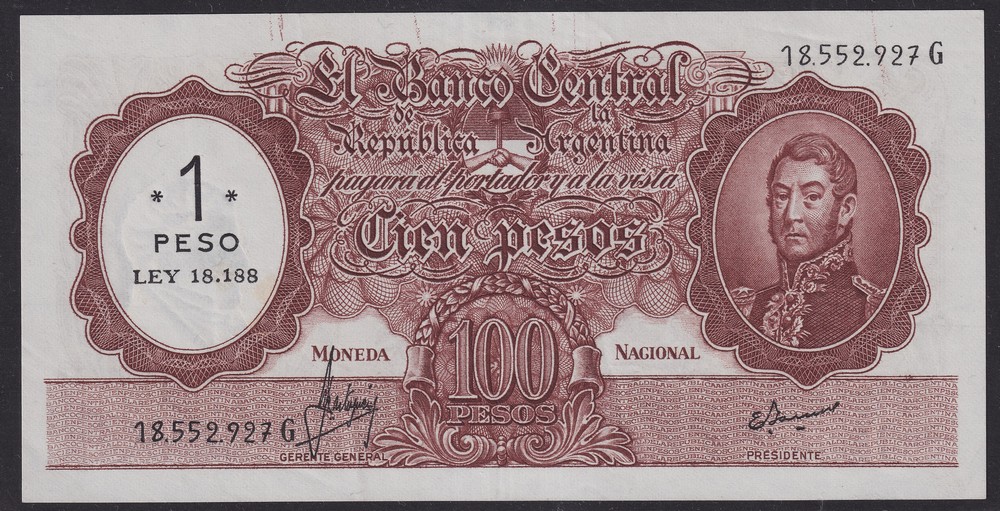 18.552.927 G
El Banco Central
de la
República Argentina
pagará al portador y a la vista
Cien pesos
* 1 *
PESO
LEY 18.188
MONEDA NACIONAL
100
PESOS
18.552.927 G
GERENTE GENERAL
PRESIDENTE